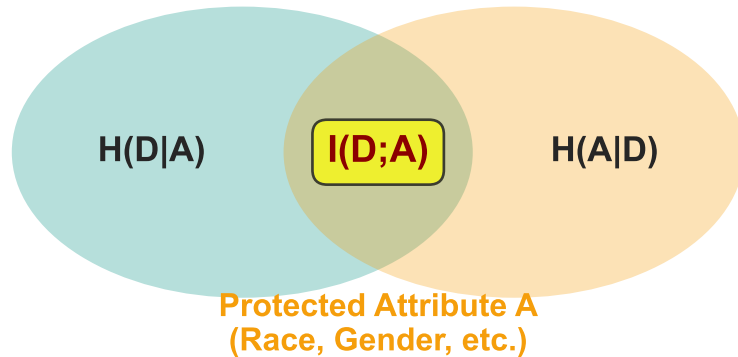 H(D|A)
I(D;A)
H(A|D)
Protected Attribute A
(Race, Gender, etc.)